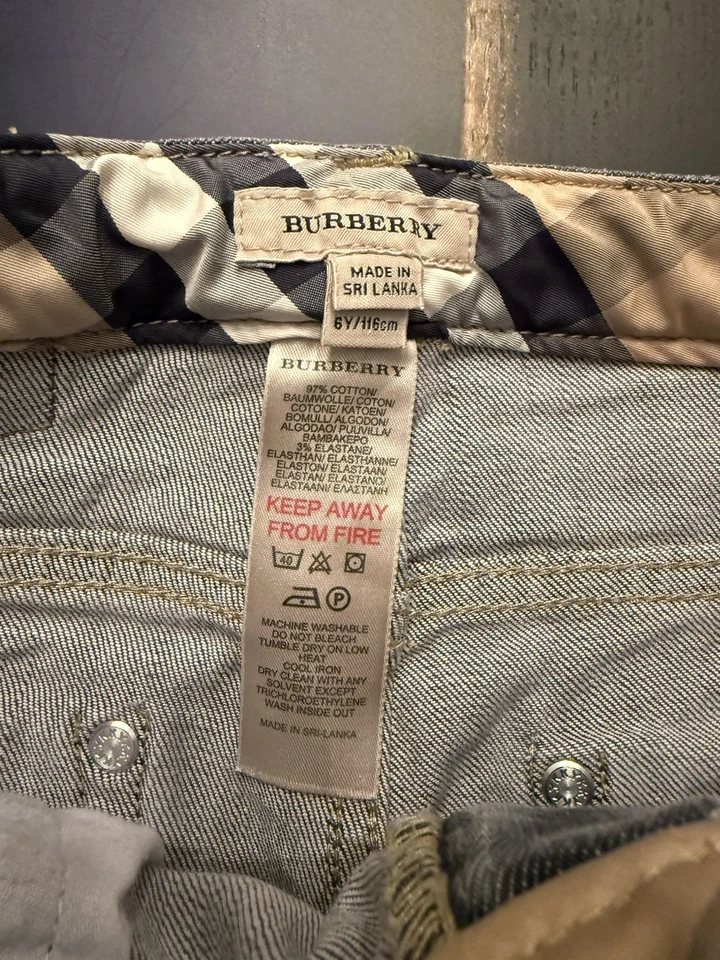 BURBERRY
MADE IN
SRI LANKA
6Y/116cm
BURBERRY
97% COTTON/
BAUMWOLLE/ COTON/
COTONE/ KATOEN/
BOMULL/ ALGODON/
ALGODAO/ PUUVILLA/
ΒΑΜΒΑΚΕΡΟ
3% ELASTANE/
ELASTHAN/ ELASTHANNE/
ELASTON/ ELASTAAN/
ELASTAN/ ELASTANO/
ELASTAANI/ ΕΛΑΣΤΑΝΗ
KEEP AWAY
FROM FIRE
40
P
MACHINE WASHABLE
DO NOT BLEACH
TUMBLE DRY ON LOW
HEAT
COOL IRON
DRY CLEAN WITH ANY
SOLVENT EXCEPT
TRICHLOROETHYLENE
WASH INSIDE OUT
MADE IN SRI-LANKA